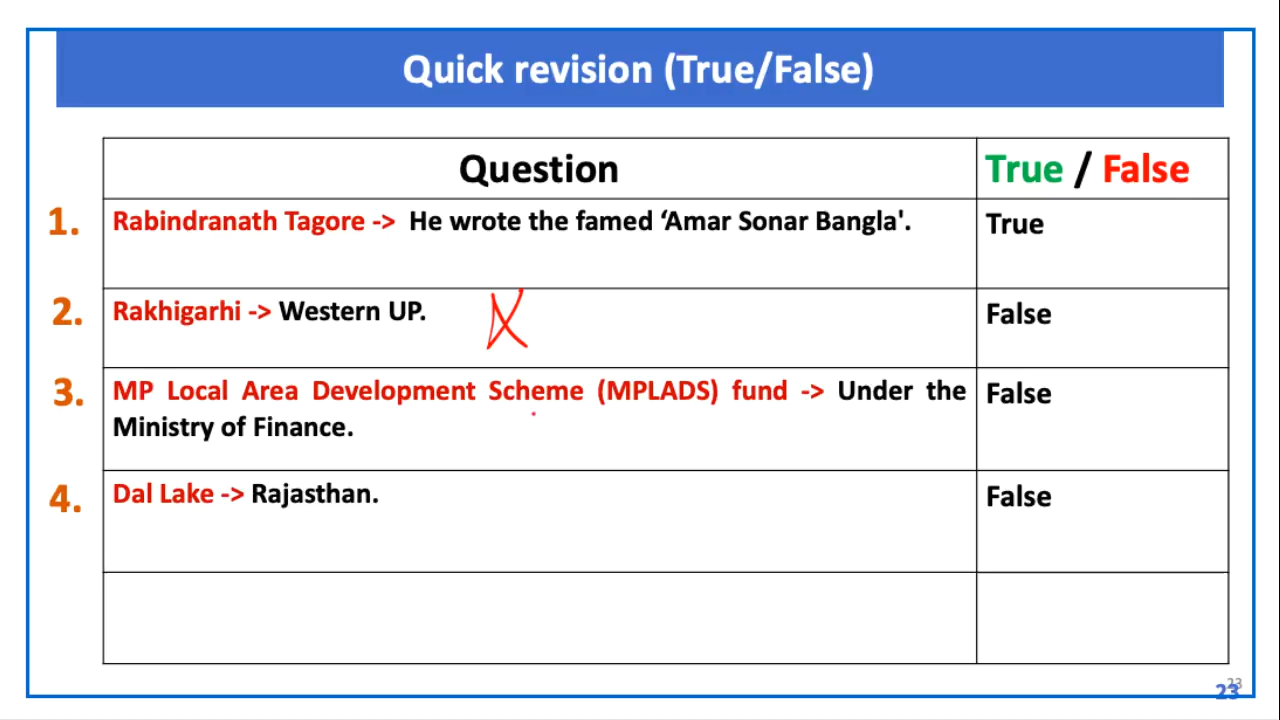 Quick revision (True/False)
Question True / False
1. Rabindranath Tagore -> He wrote the famed ‘Amar Sonar Bangla'. True
2. Rakhigarhi -> Western UP. False
3. MP Local Area Development Scheme (MPLADS) fund -> Under the False
Ministry of Finance.
4. Dal Lake -> Rajasthan. False
23
23